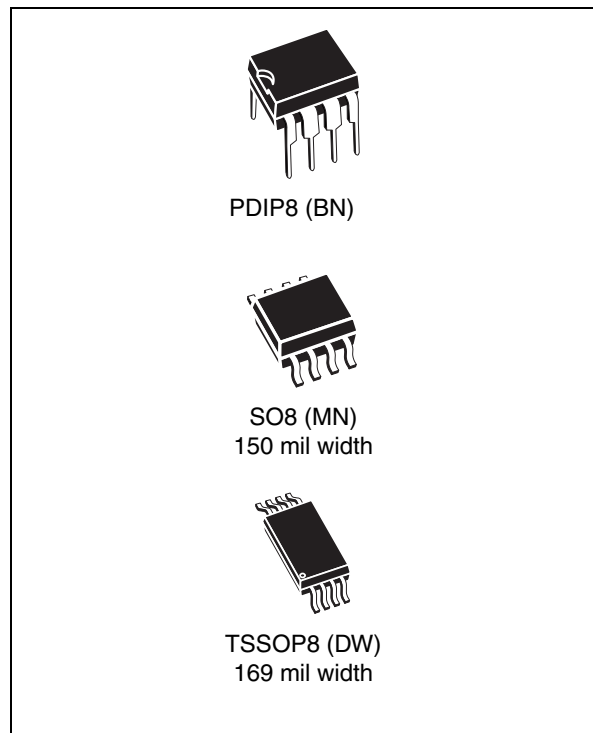 PDIP8 (BN)
SO8 (MN)
150 mil width
TSSOP8 (DW)
169 mil width